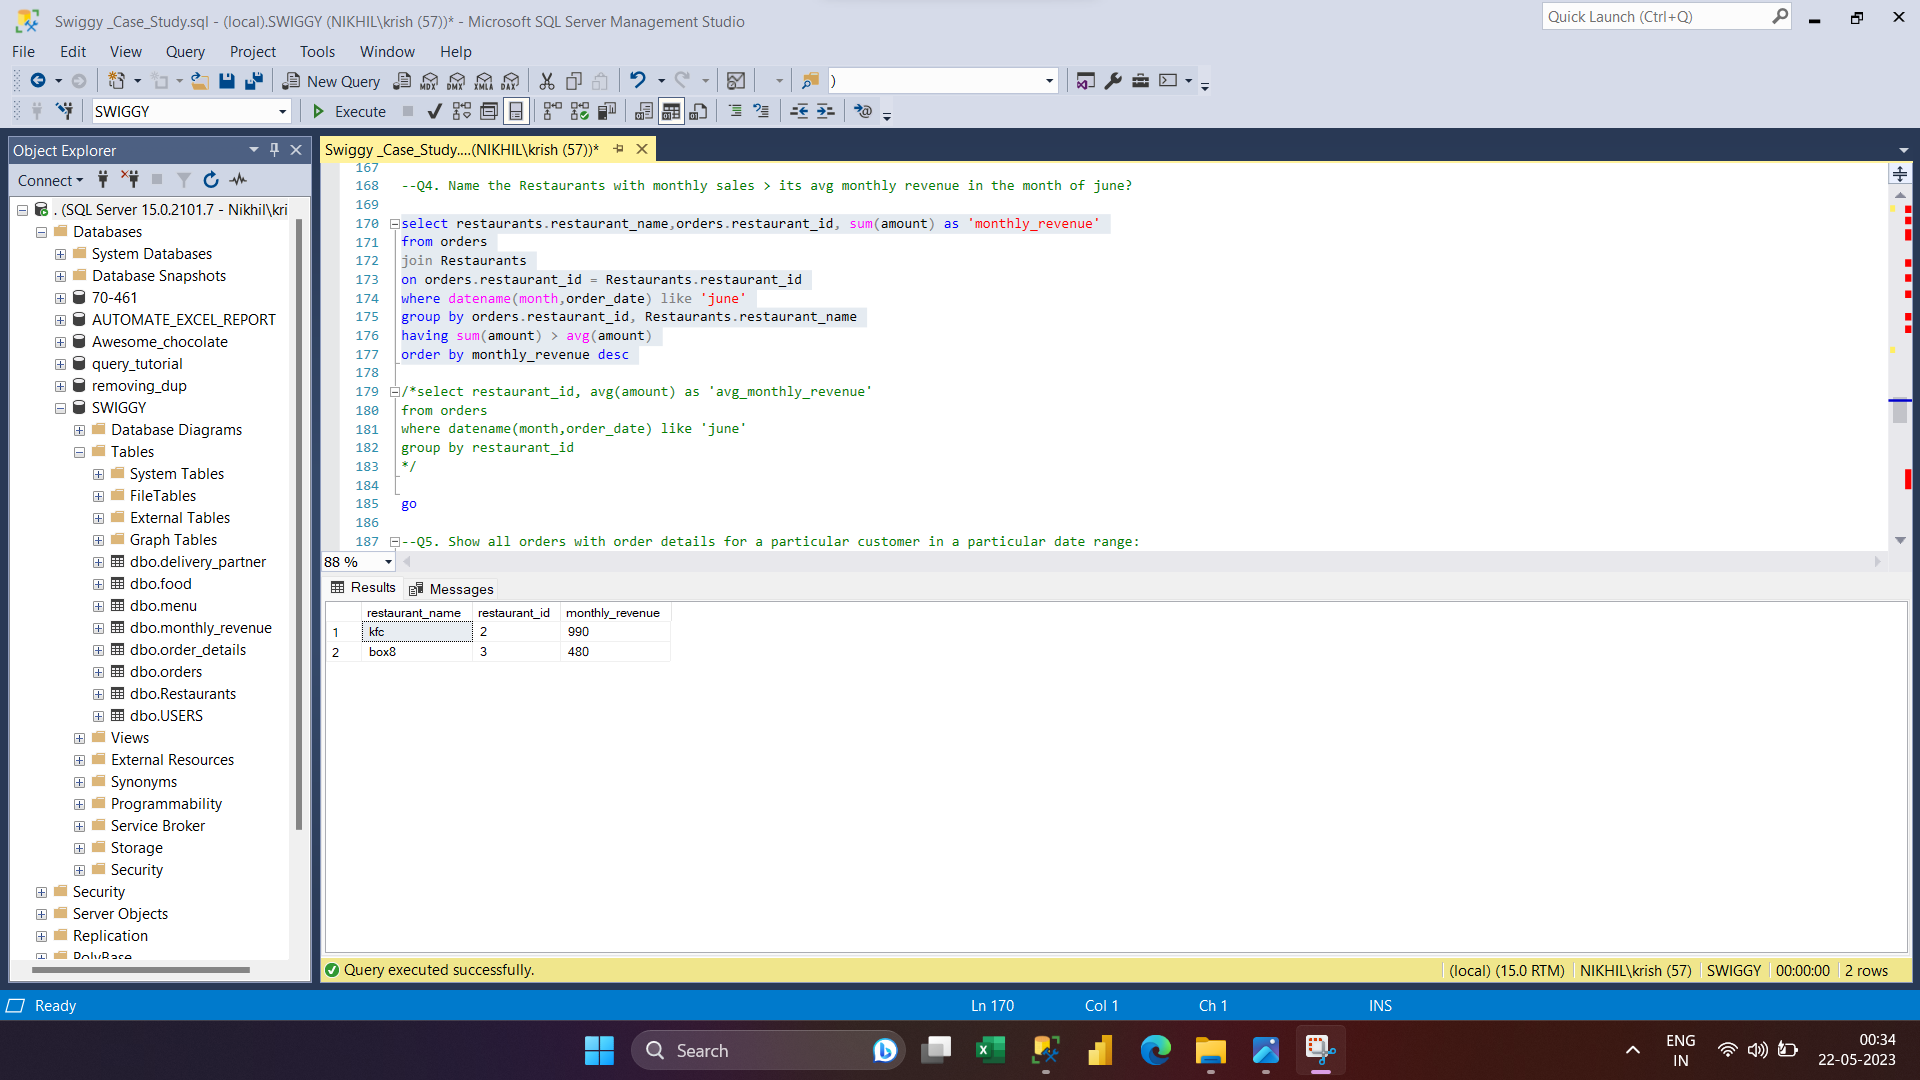 Swiggy _Case_Study.sql - (local).SWIGGY (NIKHIL\krish (57))* - Microsoft SQL Server Management Studio
Quick Launch (Ctrl+Q)
File Edit View Query Project Tools Window Help
New Query
MDX DMX XMLA DAX
)
SWIGGY
Execute
Object Explorer
Connect
. (SQL Server 15.0.2101.7 - Nikhil\kri
Databases
System Databases
Database Snapshots
70-461
AUTOMATE_EXCEL_REPORT
Awesome_chocolate
query_tutorial
removing_dup
SWIGGY
Database Diagrams
Tables
System Tables
FileTables
External Tables
Graph Tables
dbo.delivery_partner
dbo.food
dbo.menu
dbo.monthly_revenue
dbo.order_details
dbo.orders
dbo.Restaurants
dbo.USERS
Views
External Resources
Synonyms
Programmability
Service Broker
Storage
Security
Security
Server Objects
Replication
PolyBase
Swiggy _Case_Study....(NIKHIL\krish (57))*
167
168 --Q4. Name the Restaurants with monthly sales > its avg monthly revenue in the month of june?
169
170 select restaurants.restaurant_name,orders.restaurant_id, sum(amount) as 'monthly_revenue'
171 from orders
172 join Restaurants
173 on orders.restaurant_id = Restaurants.restaurant_id
174 where datename(month,order_date) like 'june'
175 group by orders.restaurant_id, Restaurants.restaurant_name
176 having sum(amount) > avg(amount)
177 order by monthly_revenue desc
178
179 /*select restaurant_id, avg(amount) as 'avg_monthly_revenue'
180 from orders
181 where datename(month,order_date) like 'june'
182 group by restaurant_id
183 */
184
185 go
186
187 --Q5. Show all orders with order details for a particular customer in a particular date range:
88 %
Results Messages
restaurant_name restaurant_id monthly_revenue
1 kfc 2 990
2 box8 3 480
Query executed successfully.
(local) (15.0 RTM) NIKHIL\krish (57) SWIGGY 00:00:00 2 rows
Ready
Ln 170 Col 1 Ch 1 INS
Search
ENG
IN
00:34
22-05-2023